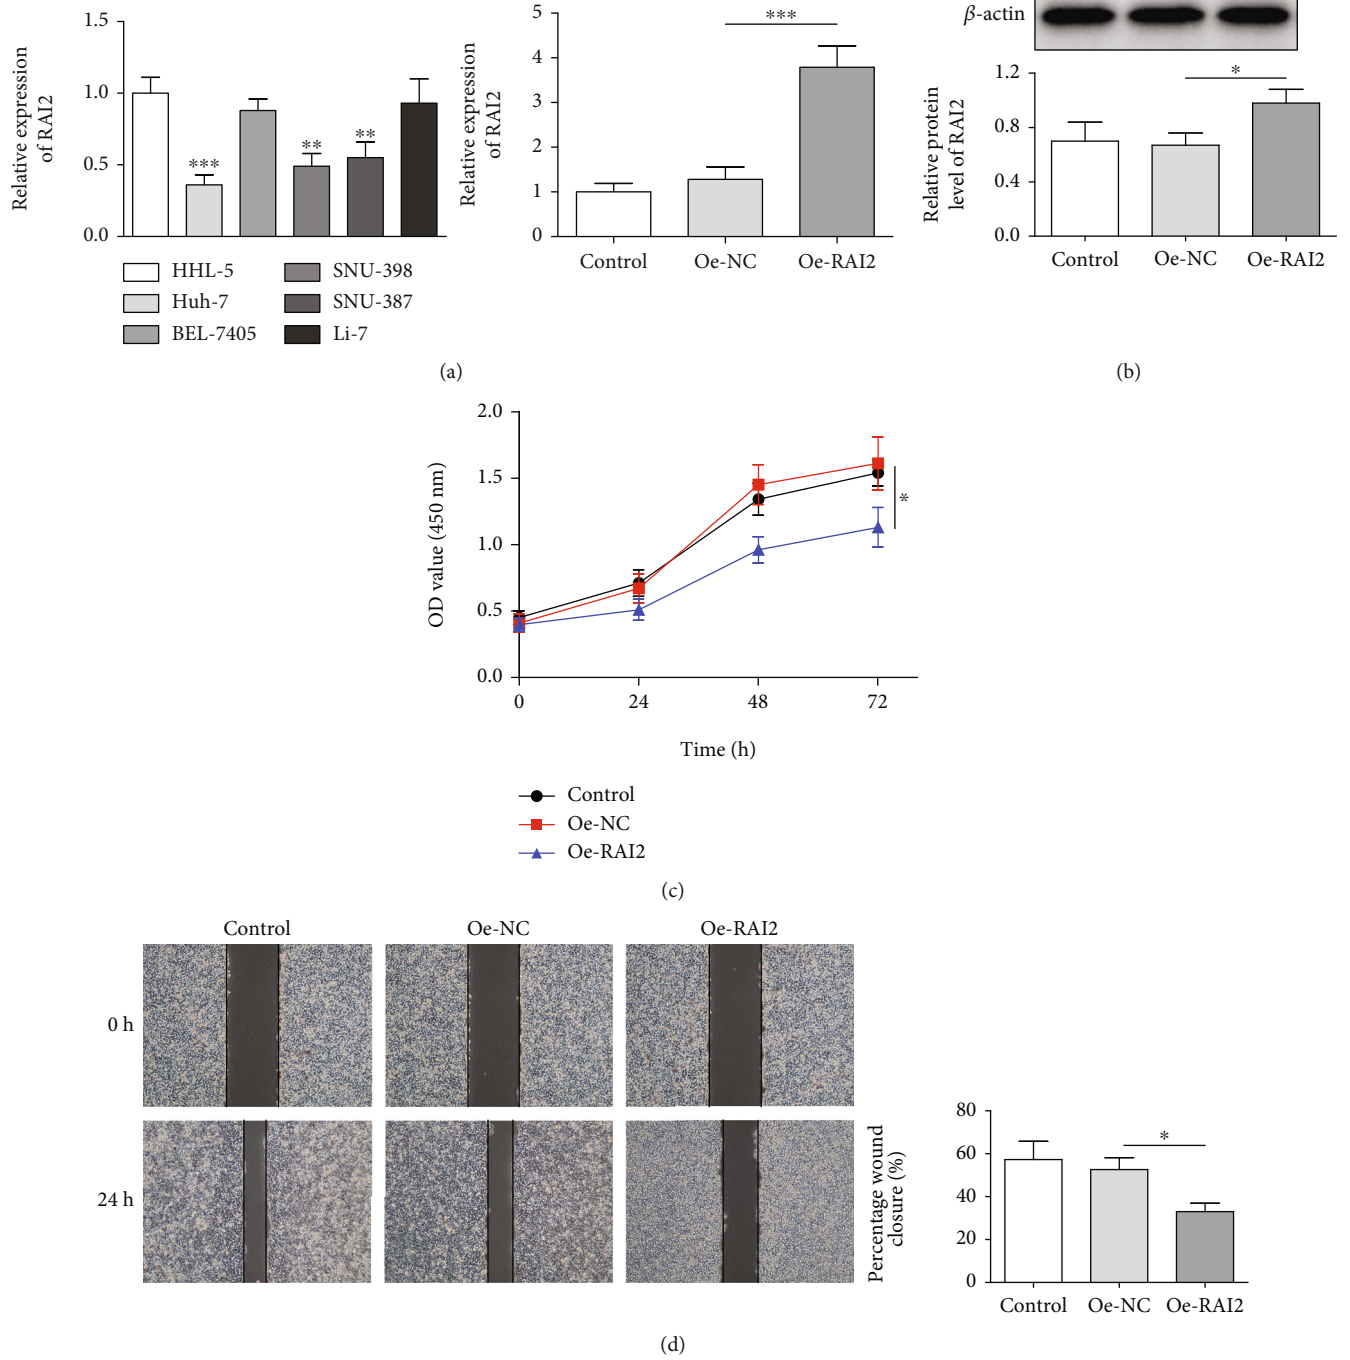 1.5
1.0
0.5
0.0
Relative expression
of RAI2
***
**
**
HHL-5
Huh-7
BEL-7405
SNU-398
SNU-387
Li-7
5
4
3
2
1
0
Relative expression
of RAI2
***
Control
Oe-NC
Oe-RAI2
(a)
β-actin
1.2
0.8
0.4
0.0
Relative protein
level of RAI2
*
Control
Oe-NC
Oe-RAI2
(b)
2.0
1.5
1.0
0.5
0.0
OD value (450 nm)
*
0
24
48
72
Time (h)
Control
Oe-NC
Oe-RAI2
(c)
Control
Oe-NC
Oe-RAI2
0 h
24 h
Percentage wound
closure (%)
80
60
40
20
0
*
Control
Oe-NC
Oe-RAI2
(d)